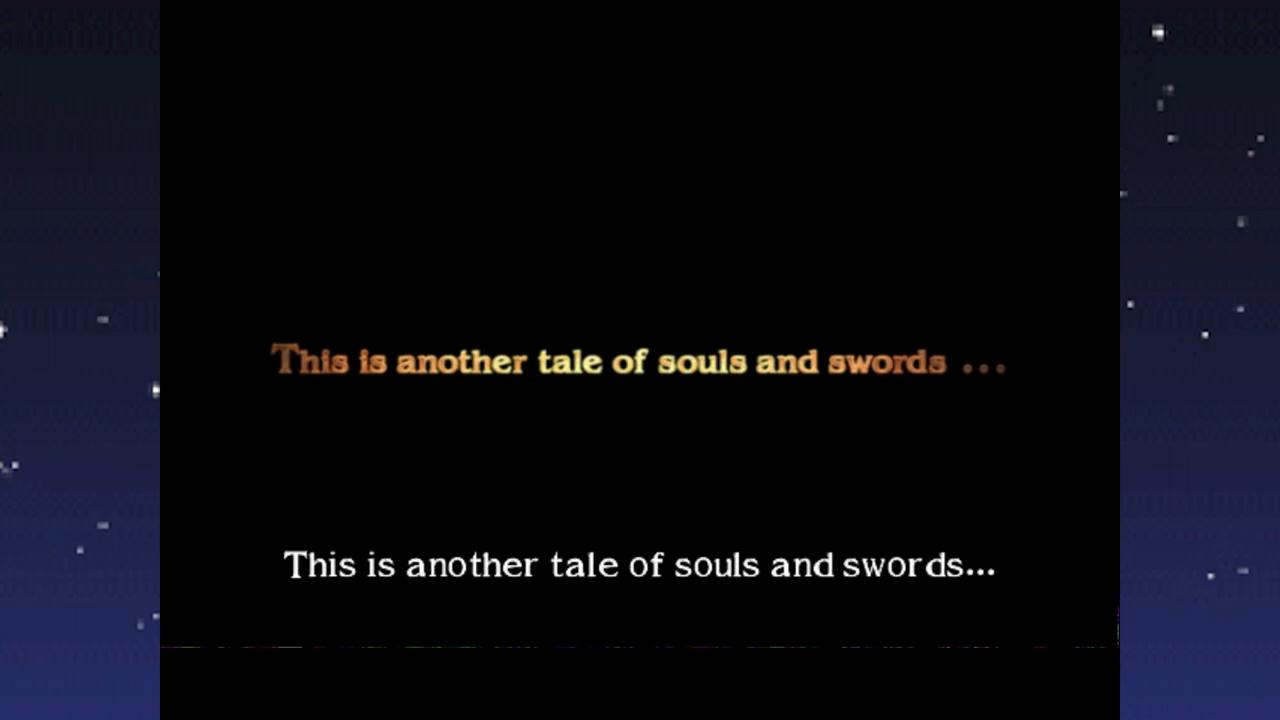 This is another tale of souls and swords ...
This is another tale of souls and swords...